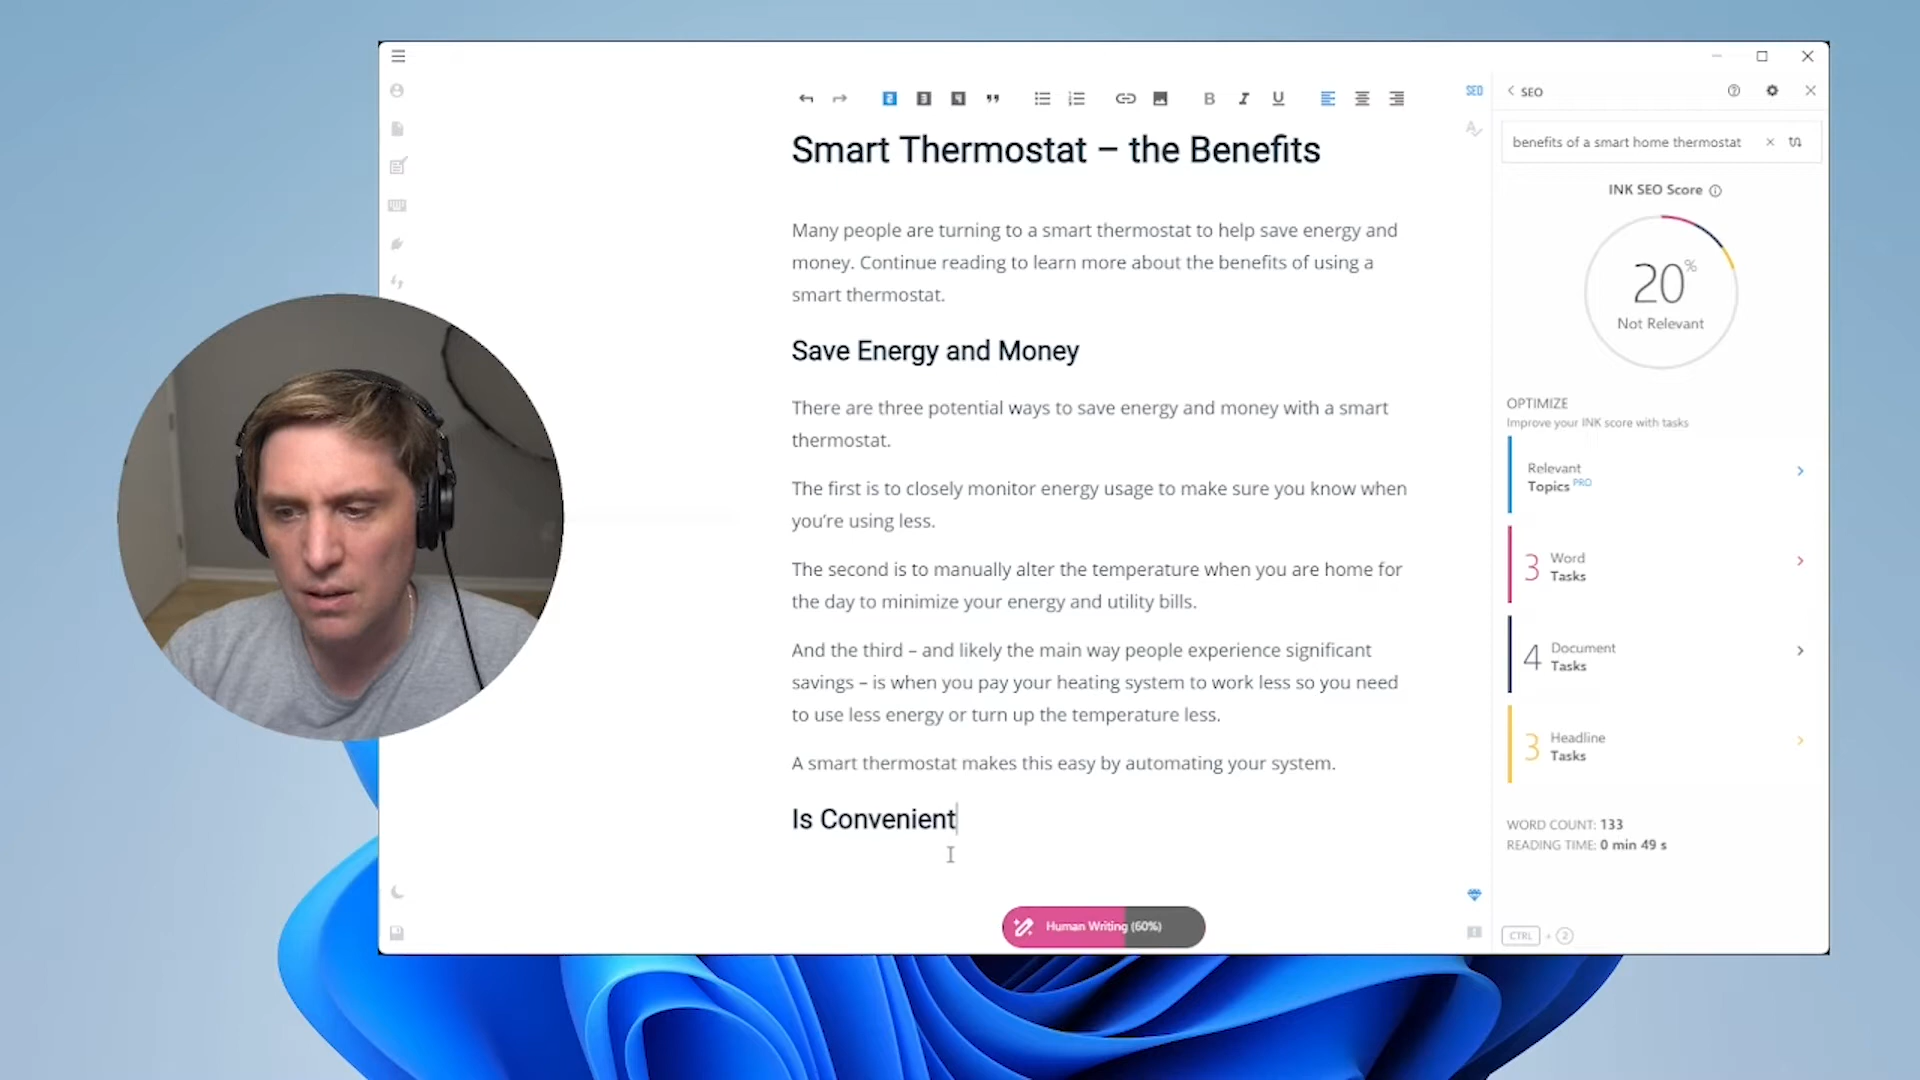 SEO
SEO
benefits of a smart home thermostat
Smart Thermostat – the Benefits
INK SEO Score
20%
Not Relevant
Many people are turning to a smart thermostat to help save energy and
money. Continue reading to learn more about the benefits of using a
smart thermostat.
Save Energy and Money
There are three potential ways to save energy and money with a smart
thermostat.
The first is to closely monitor energy usage to make sure you know when
you’re using less.
The second is to manually alter the temperature when you are home for
the day to minimize your energy and utility bills.
And the third – and likely the main way people experience significant
savings – is when you pay your heating system to work less so you need
to use less energy or turn up the temperature less.
A smart thermostat makes this easy by automating your system.
Is Convenient
Human Writing (60%)
OPTIMIZE
Improve your INK score with tasks
Relevant
Topics PRO
3 Word
Tasks
4 Document
Tasks
3 Headline
Tasks
WORD COUNT: 133
READING TIME: 0 min 49 s
CTRL + 2